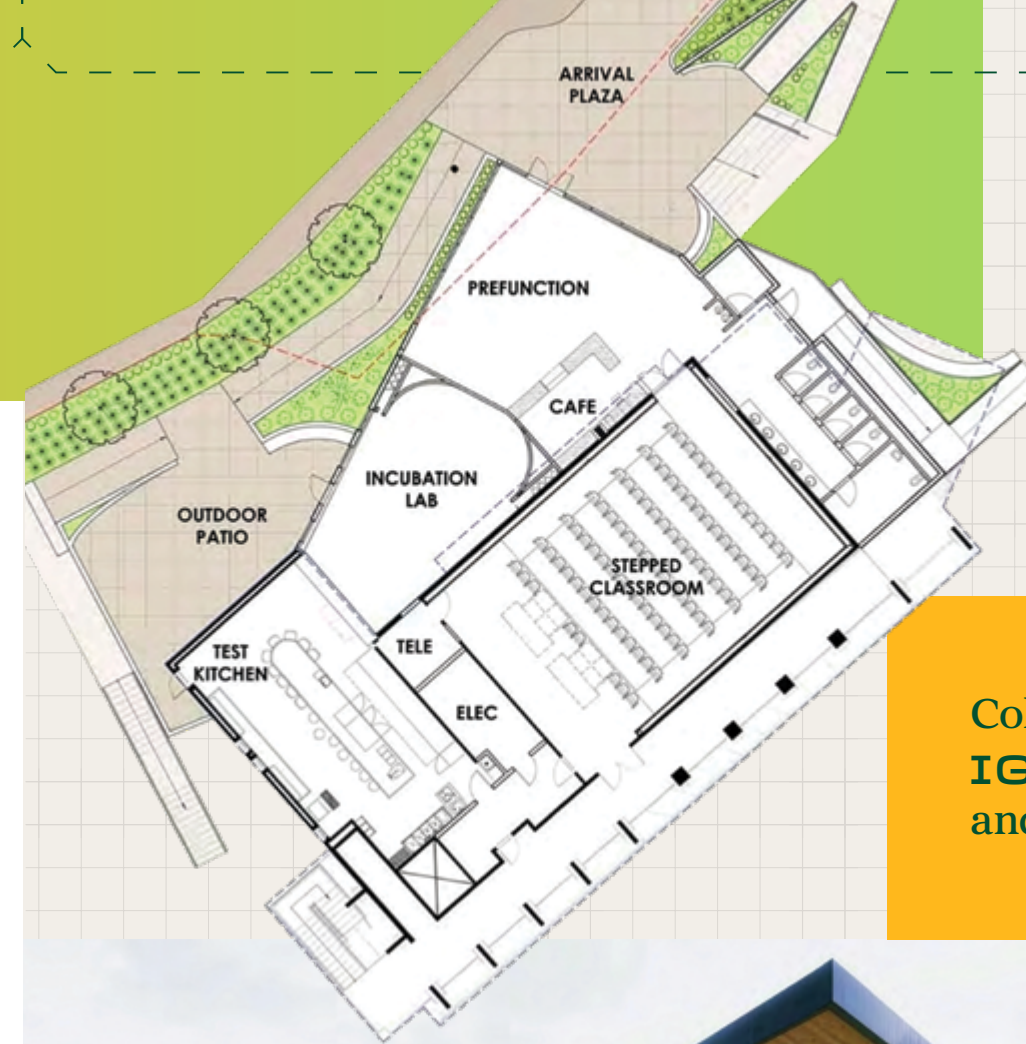 ARRIVAL
PLAZA
PREFUNCTION
CAFE
INCUBATION
LAB
OUTDOOR
PATIO
STEPPED
CLASSROOM
TEST
KITCHEN
TELE
ELEC